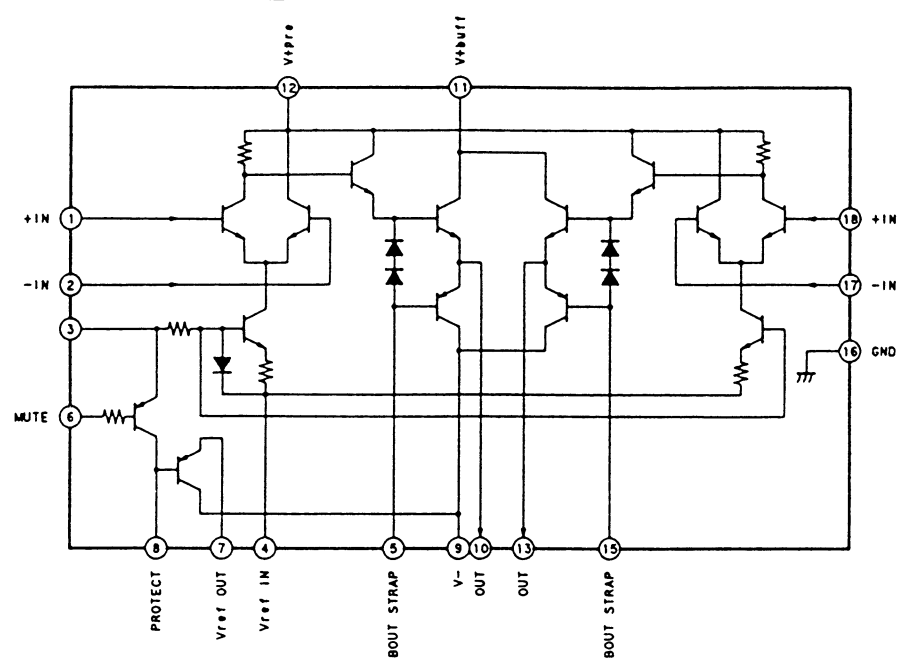 V+pre
V+buff
12
11
+IN 1
18 +IN
-IN 2
17 -IN
3
16 GND
MUTE 6
8
7
4
5
9
10
13
15
PROTECT
Vref OUT
Vref IN
BOUT STRAP
V-
OUT
OUT
BOUT STRAP